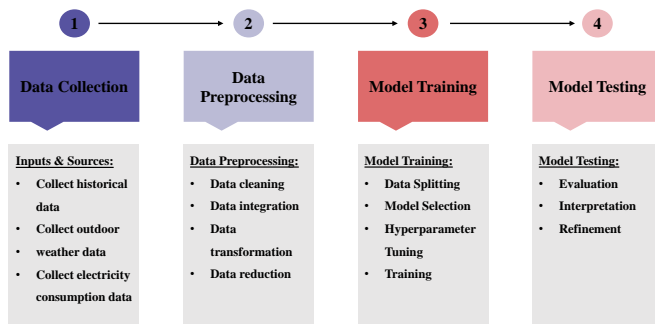 1
2
3
4
Data Collection
Data
Preprocessing
Model Training
Model Testing
Inputs & Sources:
• Collect historical
data
• Collect outdoor
• weather data
• Collect electricity
consumption data
Data Preprocessing:
• Data cleaning
• Data integration
• Data
transformation
• Data reduction
Model Training:
• Data Splitting
• Model Selection
• Hyperparameter
Tuning
• Training
Model Testing:
• Evaluation
• Interpretation
• Refinement